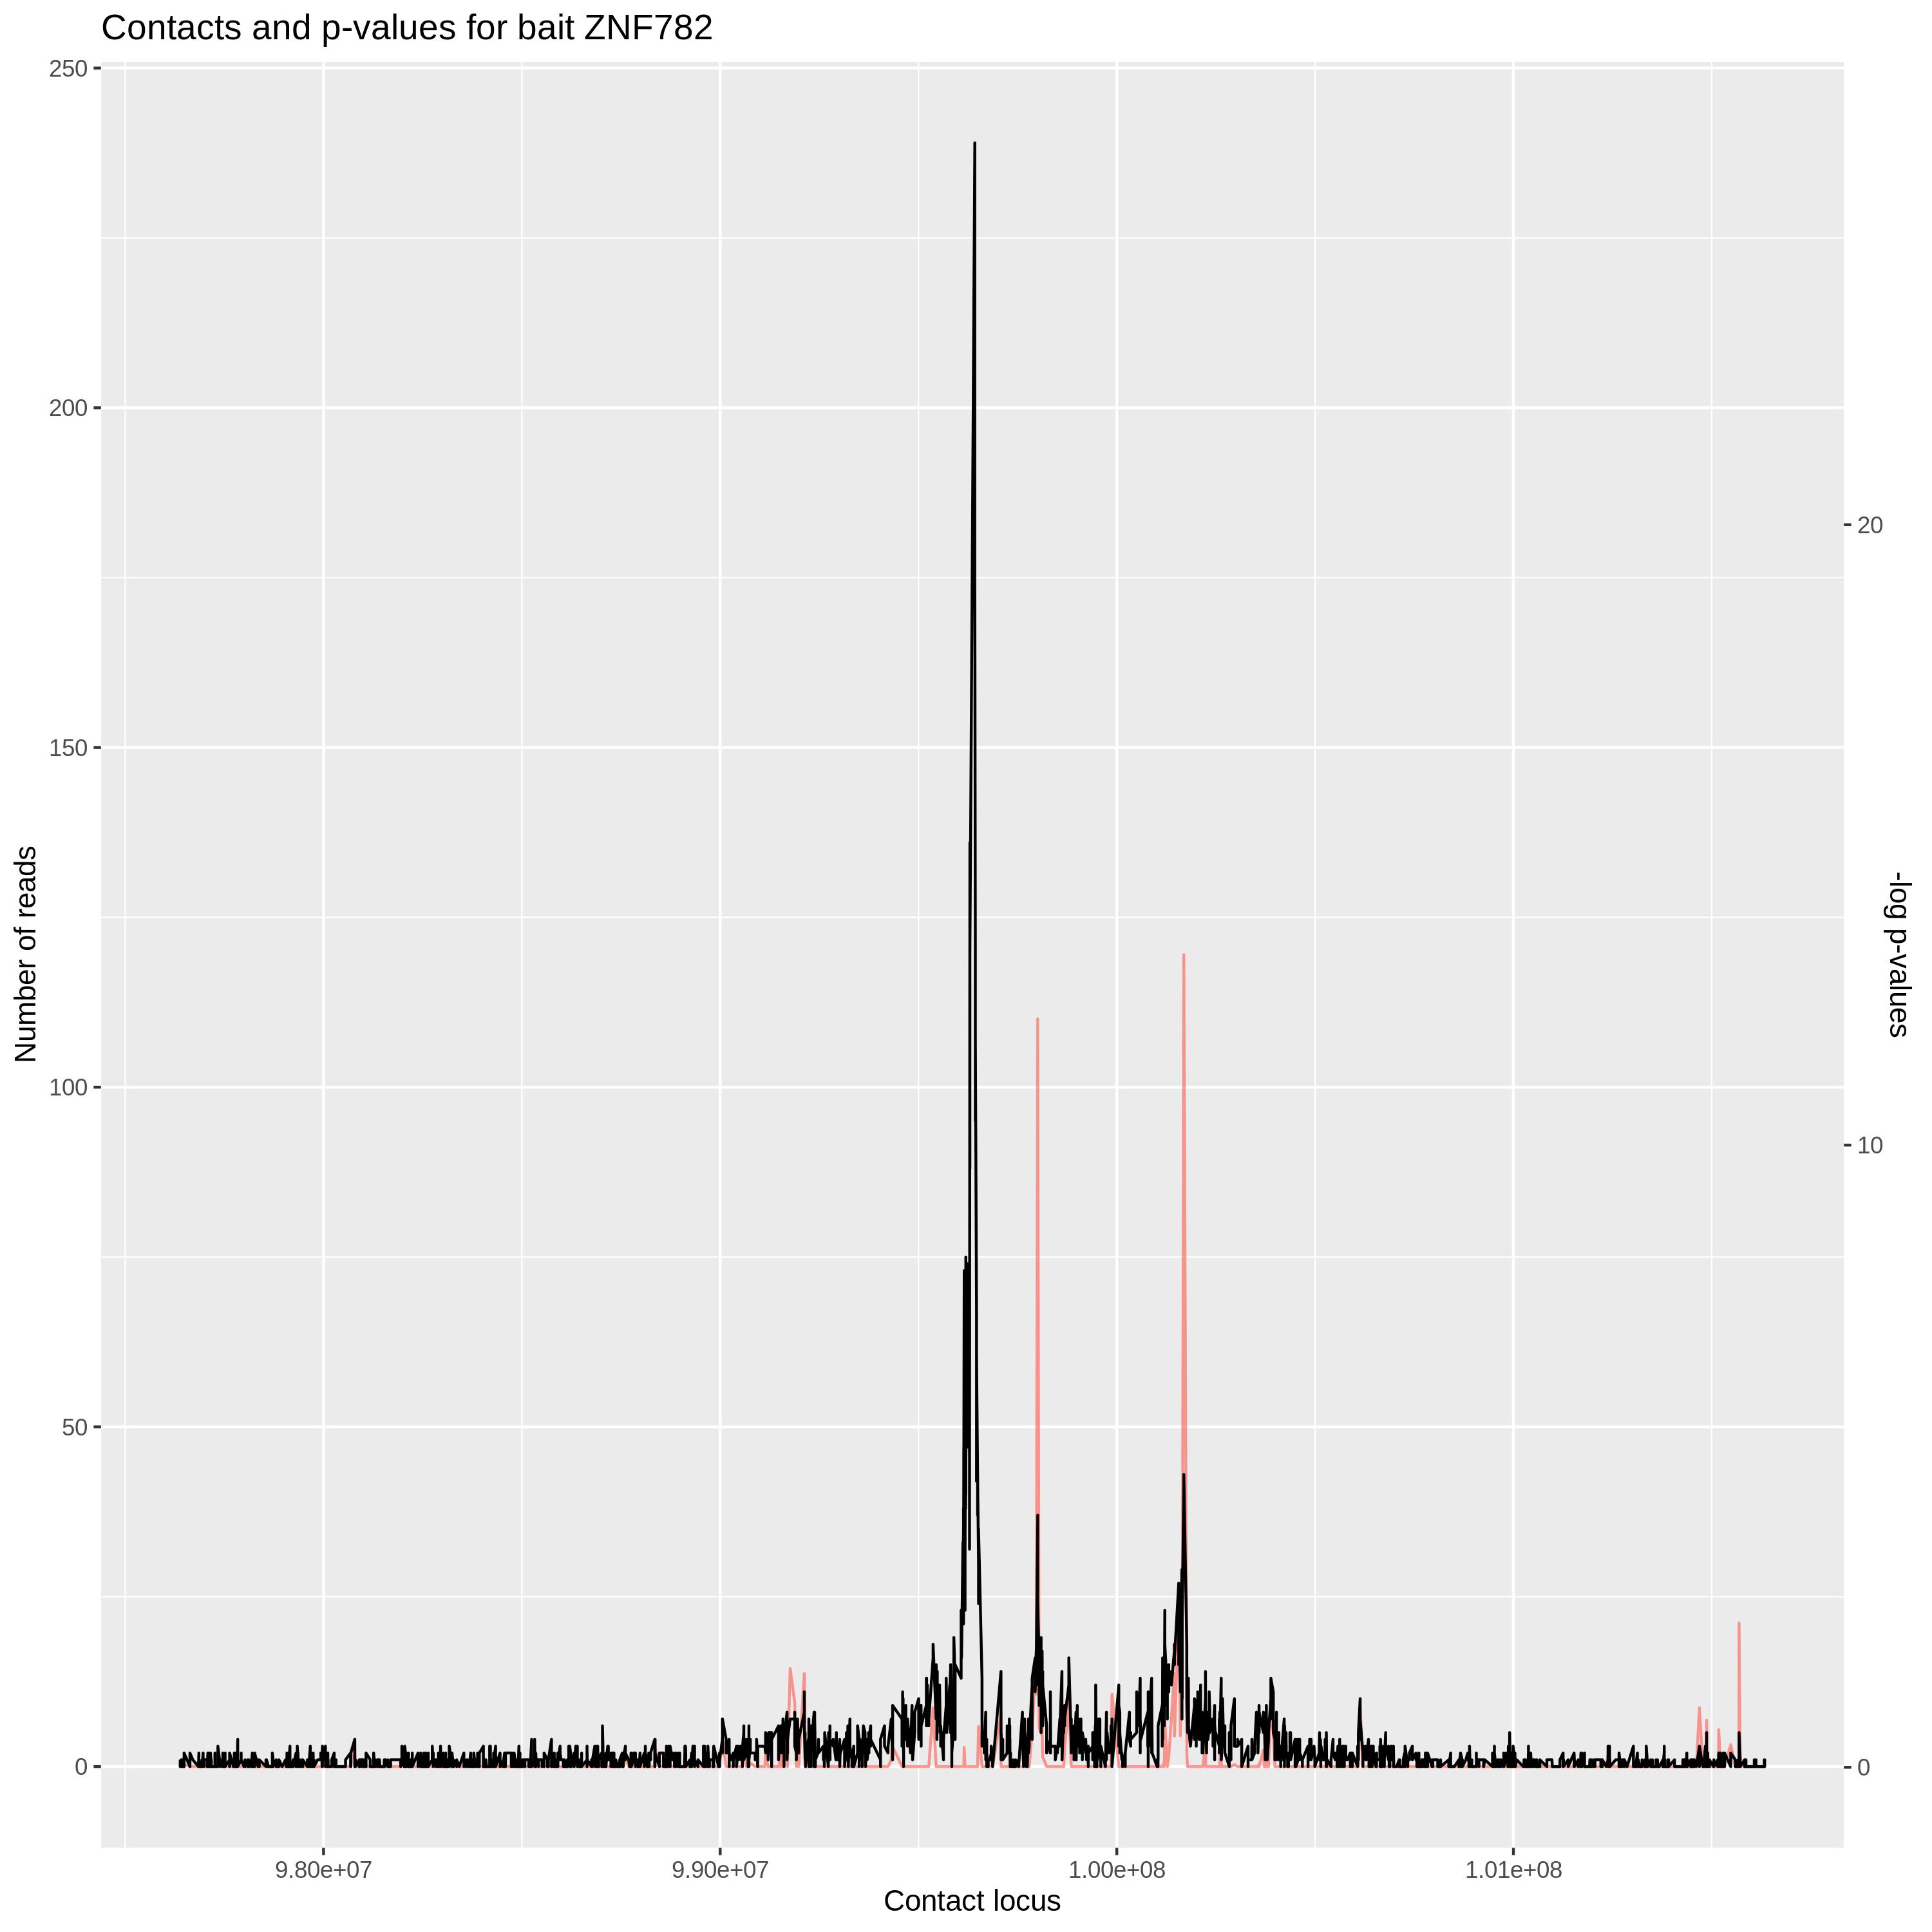 Contacts and p-values for bait ZNF782
250
200
150
100
50
0
Number of reads
20
10
0
-log p-values
9.80e+07
9.90e+07
1.00e+08
1.01e+08
Contact locus